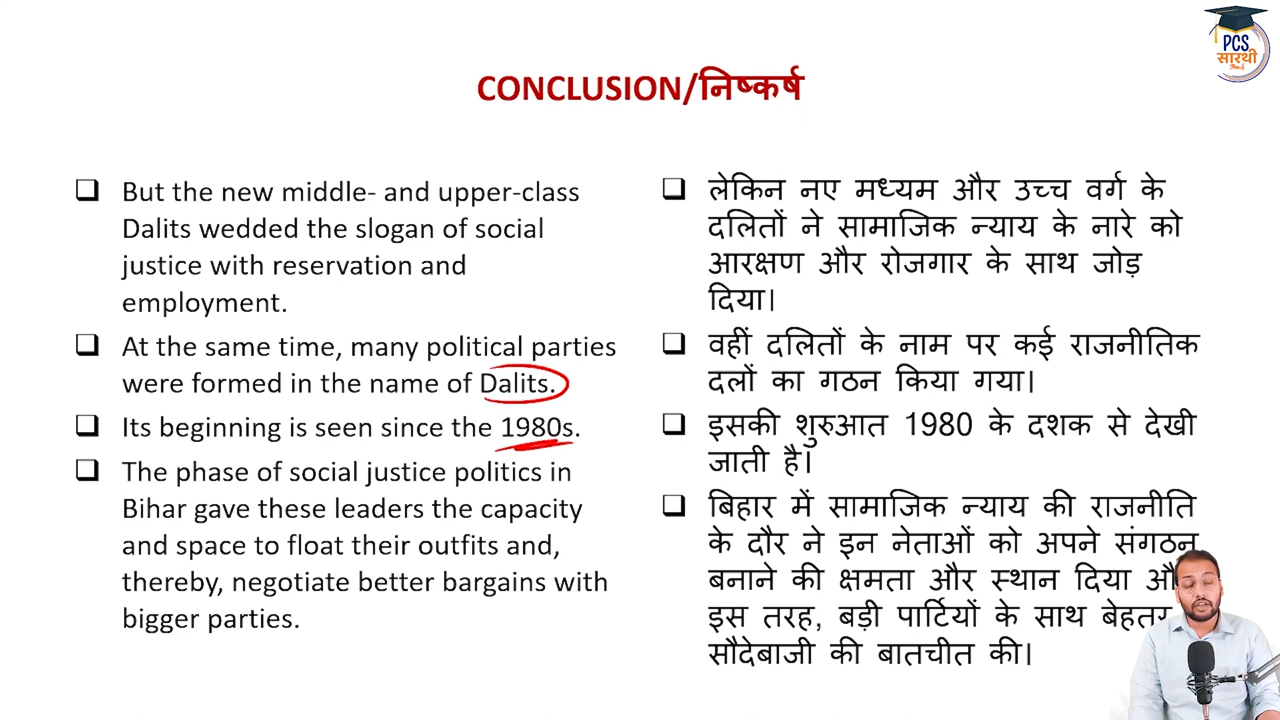 PCS
सारथी
CONCLUSION/निष्कर्ष
❑ But the new middle- and upper-class
Dalits wedded the slogan of social
justice with reservation and
employment.
❑ At the same time, many political parties
were formed in the name of Dalits.
❑ Its beginning is seen since the 1980s.
❑ The phase of social justice politics in
Bihar gave these leaders the capacity
and space to float their outfits and,
thereby, negotiate better bargains with
bigger parties.
❑ लेकिन नए मध्यम और उच्च वर्ग के
दलितों ने सामाजिक न्याय के नारे को
आरक्षण और रोजगार के साथ जोड़
दिया।
❑ वहीं दलितों के नाम पर कई राजनीतिक
दलों का गठन किया गया।
❑ इसकी शुरुआत 1980 के दशक से देखी
जाती है।
❑ बिहार में सामाजिक न्याय की राजनीति
के दौर ने इन नेताओं को अपने संगठन
बनाने की क्षमता और स्थान दिया
इस तरह, बड़ी पार्टियों के साथ बेहतर
सौदेबाजी की बातचीत की।